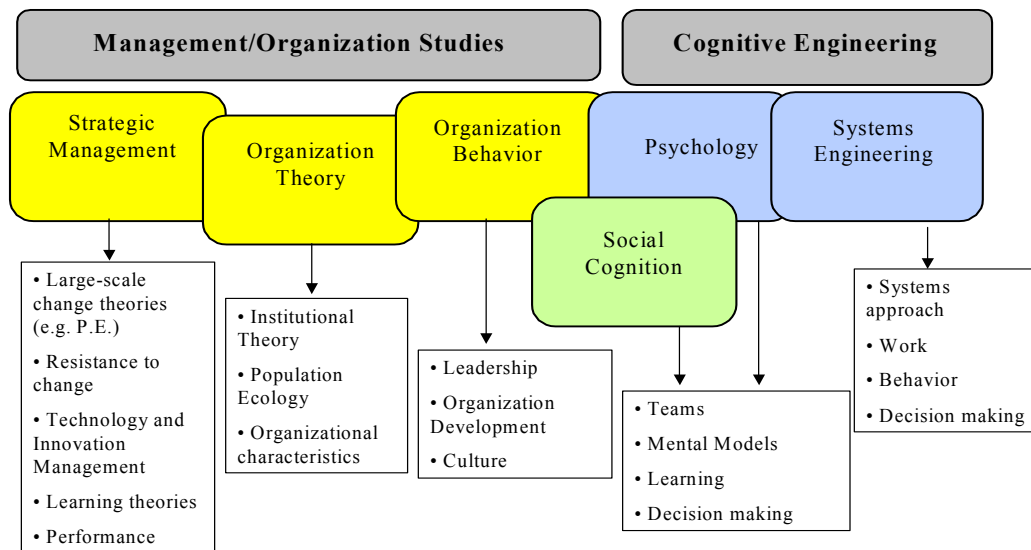 Management/Organization Studies
Cognitive Engineering
Strategic
Management
Organization
Theory
Organization
Behavior
Psychology
Systems
Engineering
Social
Cognition
• Large-scale
change theories
(e.g. P.E.)
• Resistance to
change
• Technology and
Innovation
Management
• Learning theories
• Performance
• Institutional
Theory
• Population
Ecology
• Organizational
characteristics
• Leadership
• Organization
Development
• Culture
• Teams
• Mental Models
• Learning
• Decision making
• Systems
approach
• Work
• Behavior
• Decision making